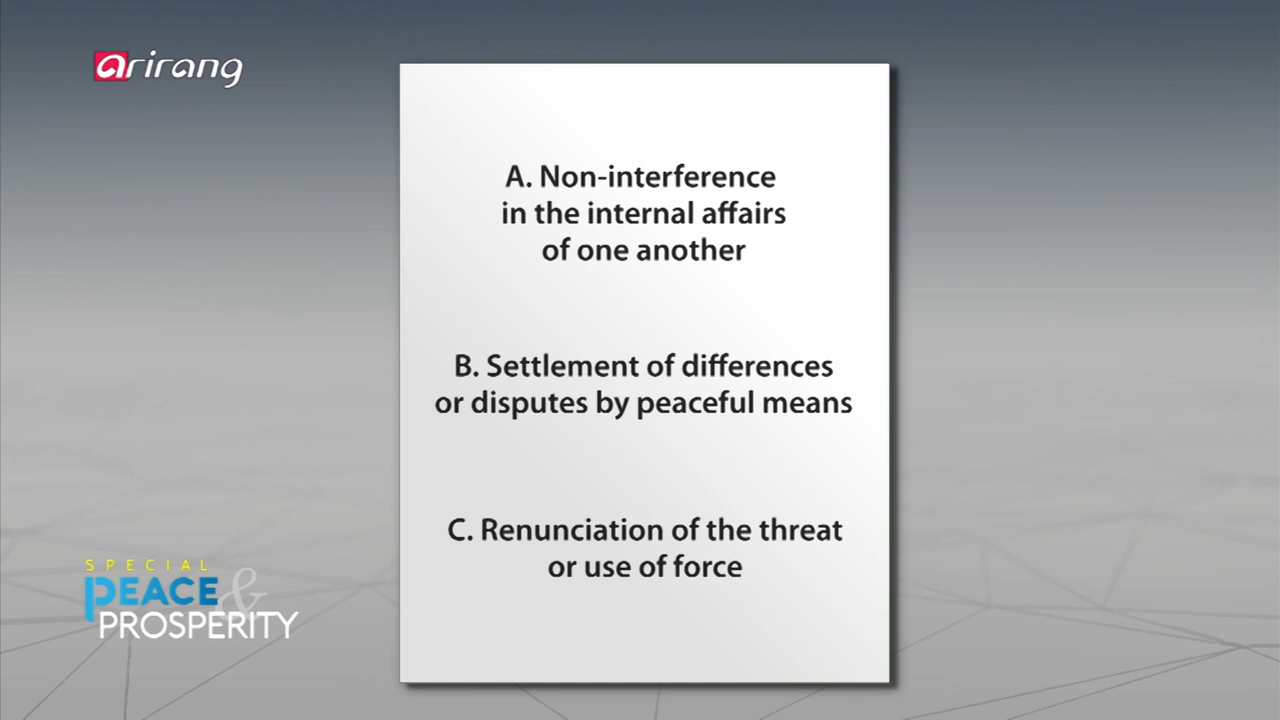 arirang
A. Non-interference
in the internal affairs
of one another
B. Settlement of differences
or disputes by peaceful means
C. Renunciation of the threat
or use of force
SPECIAL
PEACE &
PROSPERITY